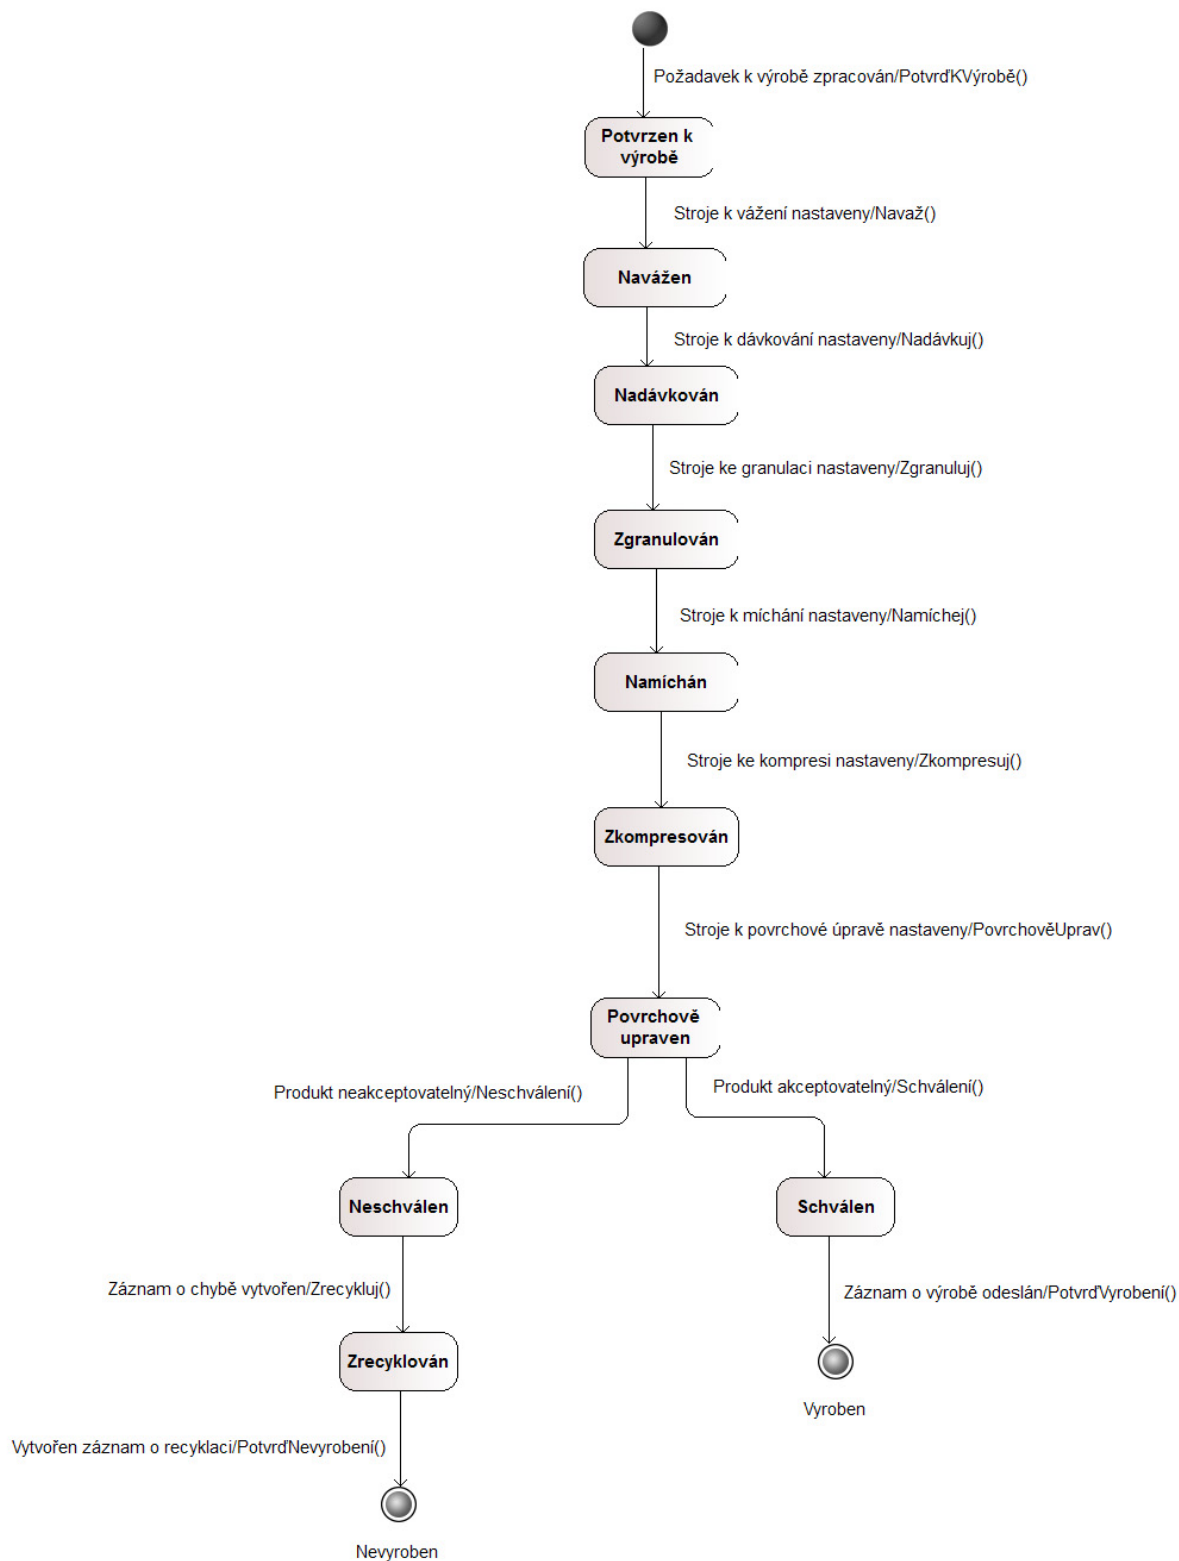 Požadavek k výrobě zpracován/PotvrďKVýrobě()
Potvrzen k
výrobě
Stroje k vážení nastaveny/Navaž()
Navážen
Stroje k dávkování nastaveny/Nadávkuj()
Nadávkován
Stroje ke granulaci nastaveny/Zgranuluj()
Zgranulován
Stroje k míchání nastaveny/Namíchej()
Namíchán
Stroje ke kompresi nastaveny/Zkompresuj()
Zkompresován
Stroje k povrchové úpravě nastaveny/PovrchověUprav()
Povrchově
upraven
Produkt neakceptovatelný/Neschválení()
Produkt akceptovatelný/Schválení()
Neschválen
Schválen
Záznam o chybě vytvořen/Zrecykluj()
Záznam o výrobě odeslán/PotvrďVyrobení()
Zrecyklován
Vyroben
Vytvořen záznam o recyklaci/PotvrďNevyrobení()
Nevyroben